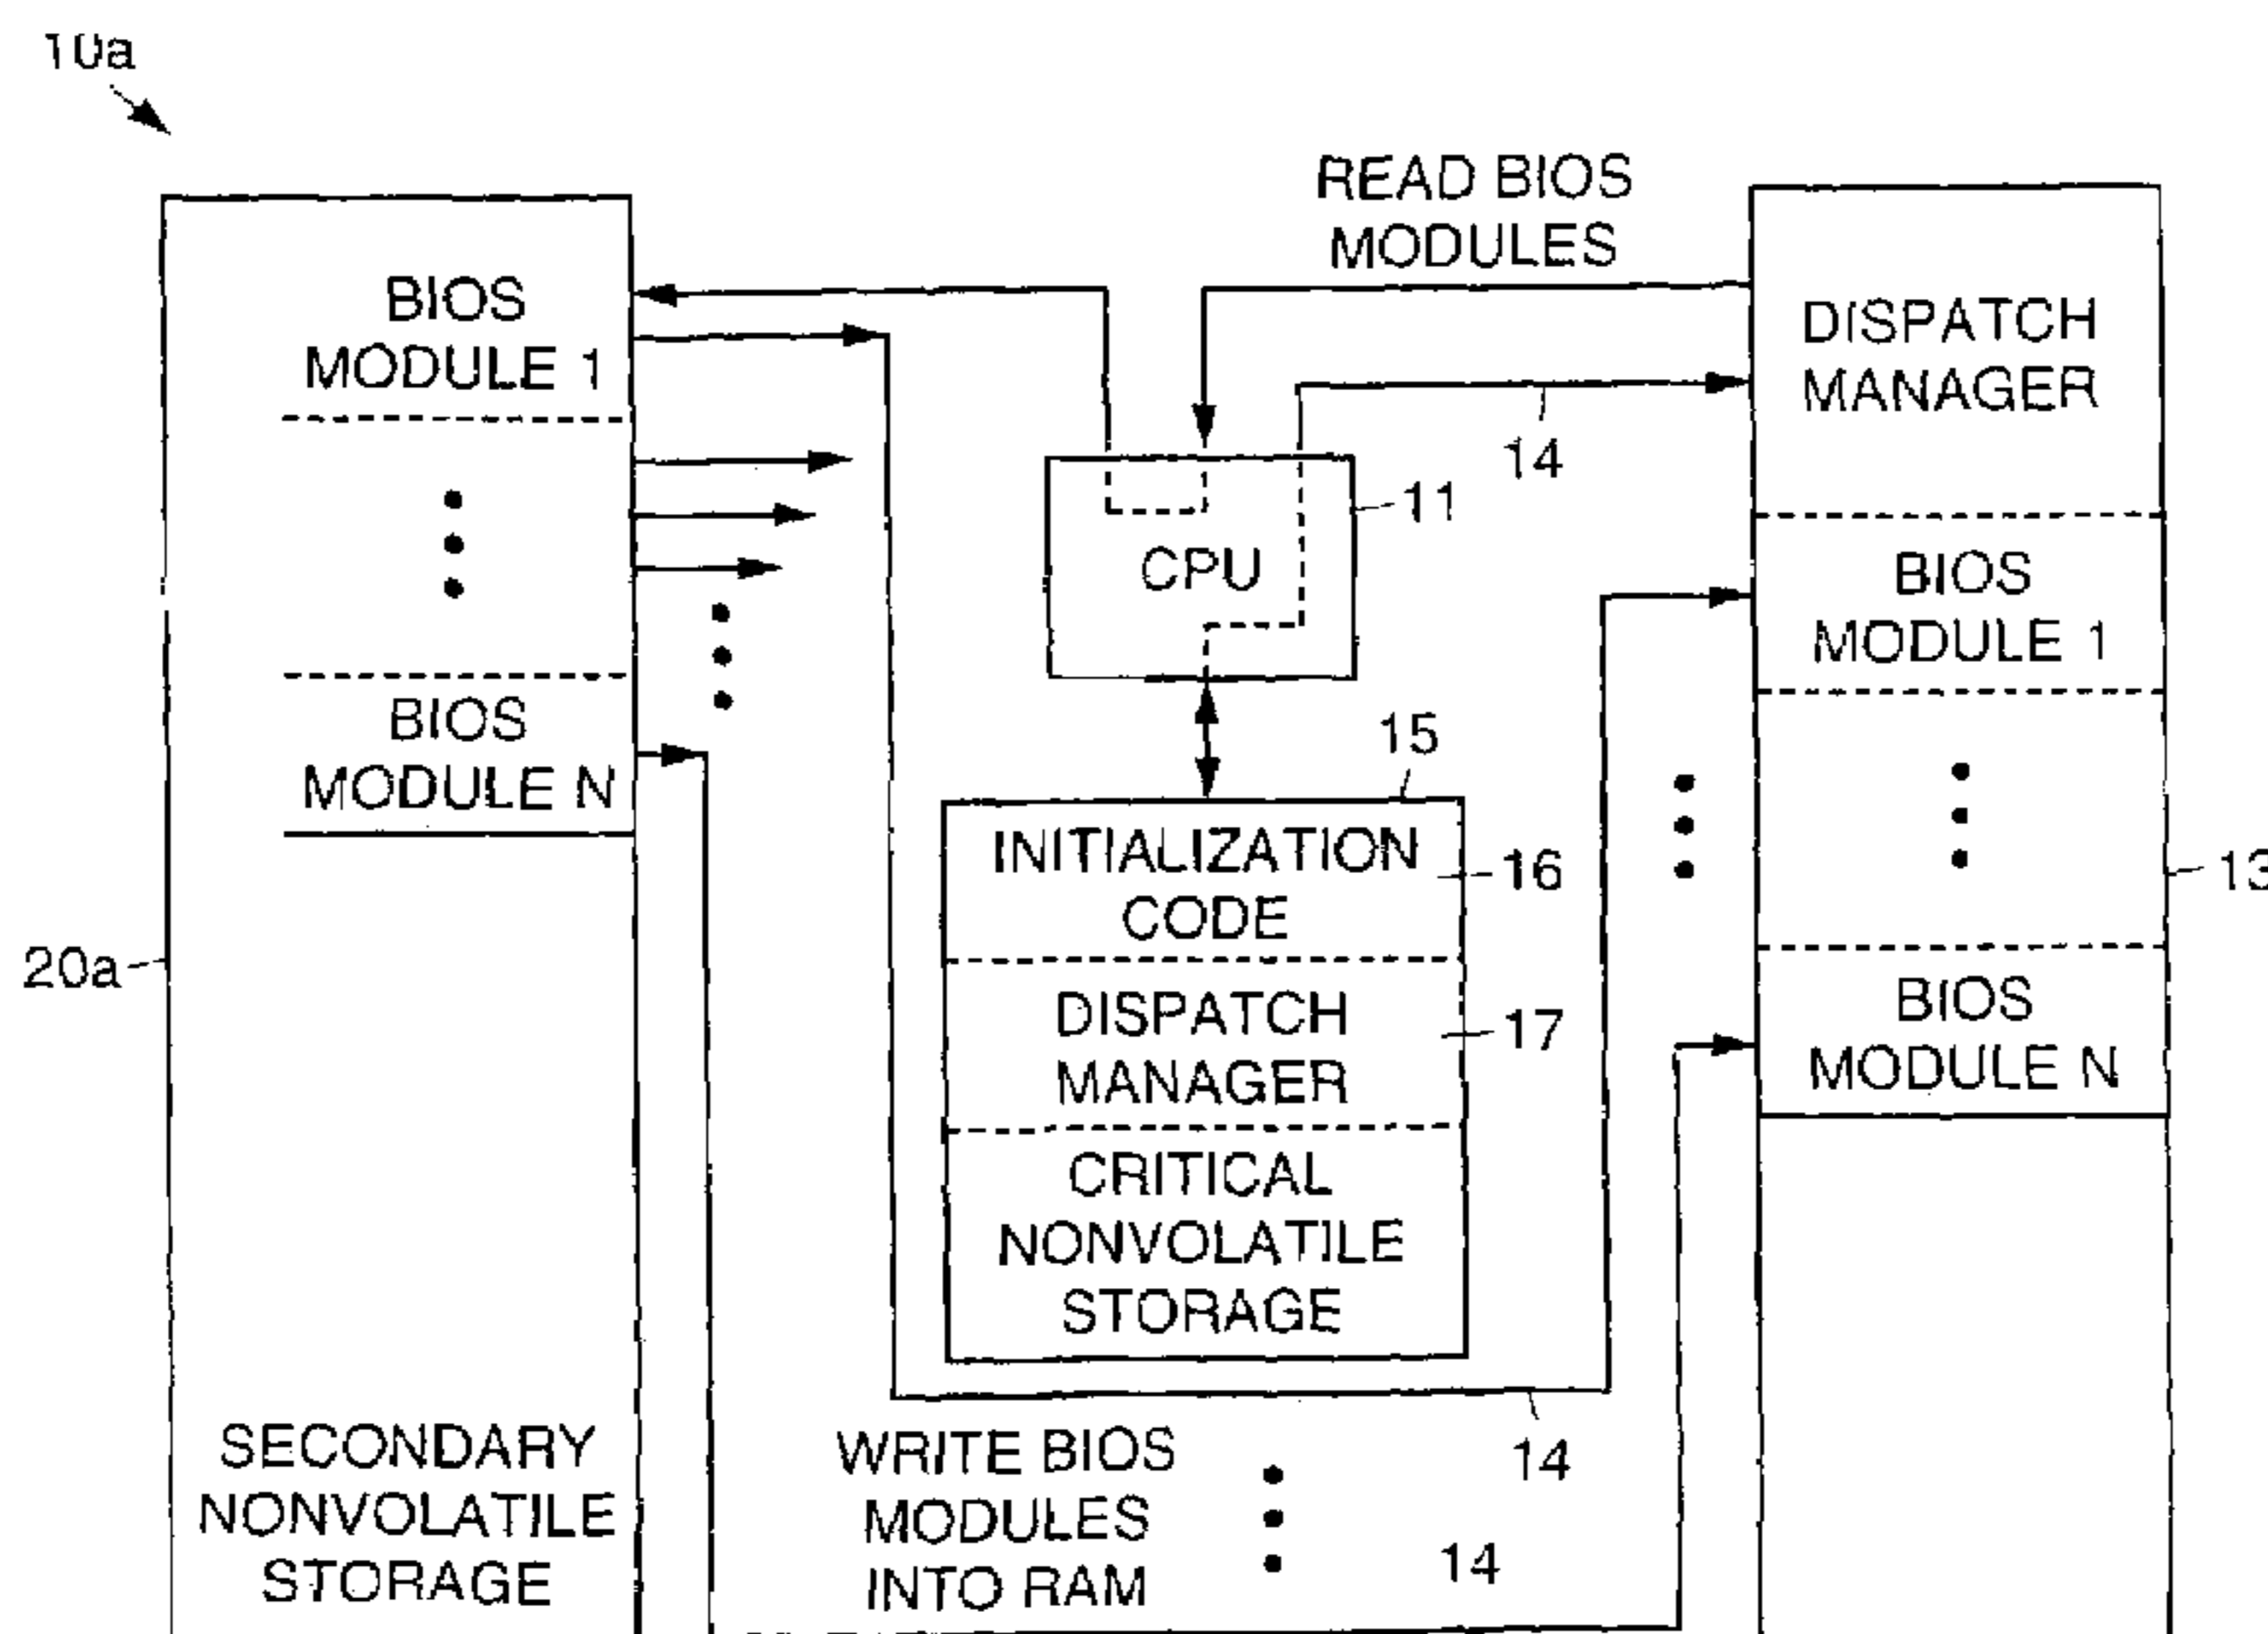 10a
READ BIOS
MODULES
BIOS
MODULE 1
DISPATCH
MANAGER
14
11
CPU
BIOS
MODULE 1
BIOS
MODULE N
15
INITIALIZATION
CODE
16
13
20a
DISPATCH
MANAGER
17
BIOS
MODULE N
CRITICAL
NONVOLATILE
STORAGE
SECONDARY
NONVOLATILE
STORAGE
WRITE BIOS
MODULES
INTO RAM
14
14